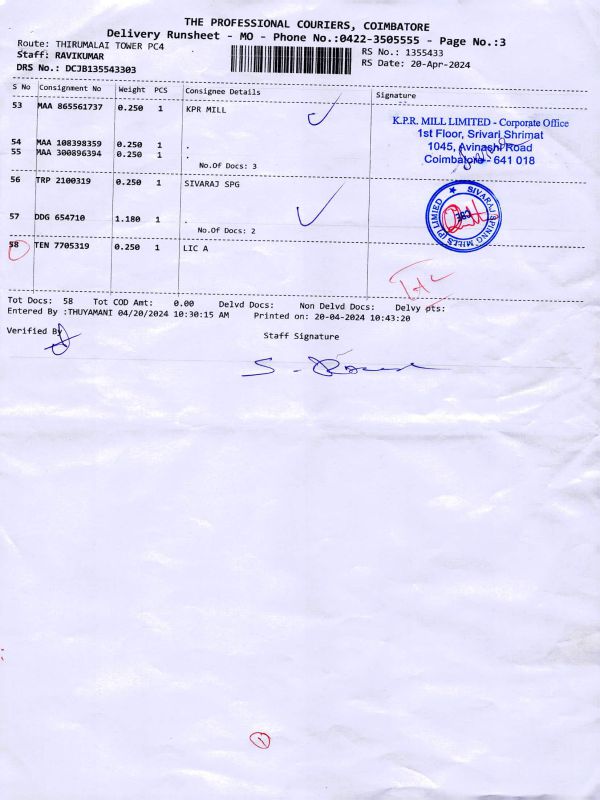 THE PROFESSIONAL COURIERS, COIMBATORE
Delivery Runsheet - MO - Phone No.:0422-3505555 - Page No.:3
Route: THIRUMALAI TOWER PC4
Staff: RAVIKUMAR
DRS No.: DCJB135543303
RS No.: 1355433
RS Date: 20-Apr-2024
S No Consignment No Weight PCS Consignee Details Signature
53 MAA 865561737 0.250 1 KPR MILL
K.P.R. MILL LIMITED - Corporate Office
1st Floor, Srivari Shrimat
1045, Avinashi Road
Coimbatore - 641 018
54 MAA 108398359 0.250 1 .
55 MAA 300896394 0.250 1 .
No.Of Docs: 3
56 TRP 2100319 0.250 1 SIVARAJ SPG
SIVARAJ SPINNG MILLS (P) LIMIED
CBE
57 DDG 654710 1.180 1 .
No.Of Docs: 2
58 TEN 7705319 0.250 1 LIC A
Tot Docs: 58 Tot COD Amt: 0.00 Delvd Docs: Non Delvd Docs: Delvy pts:
Entered By :THUYAMANI 04/20/2024 10:30:15 AM Printed on: 20-04-2024 10:43:20
Verified By
Staff Signature
1